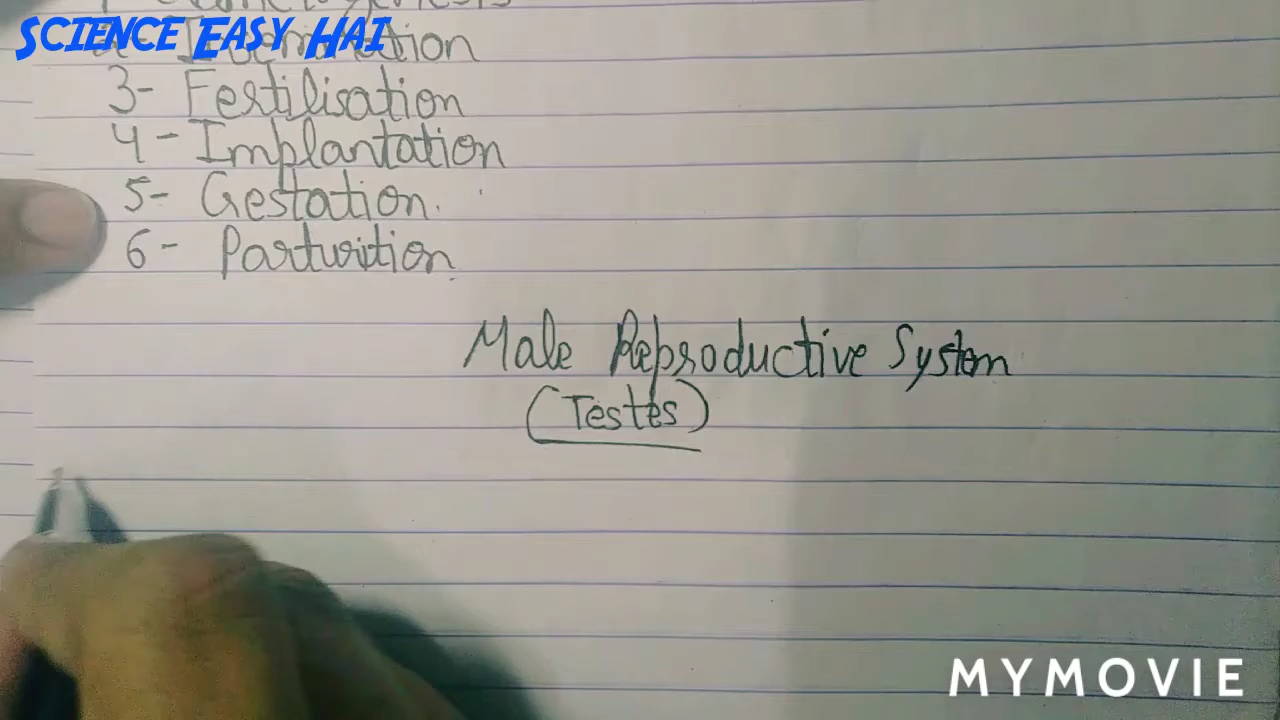 SCIENCE EASY HAI
3- Fertilisation
4- Implantation
5- Gestation.
6- Parturition
Male Reproductive System
(Testes)
MYMOVIE